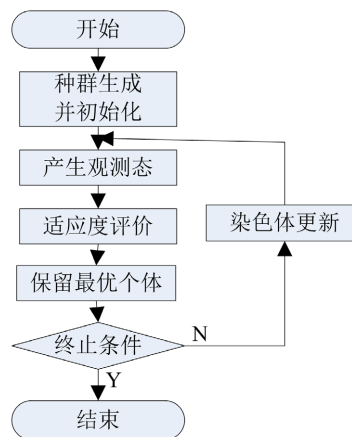 开始
种群生成
并初始化
产生观测态
适应度评价
染色体更新
保留最优个体
终止条件
N
Y
结束